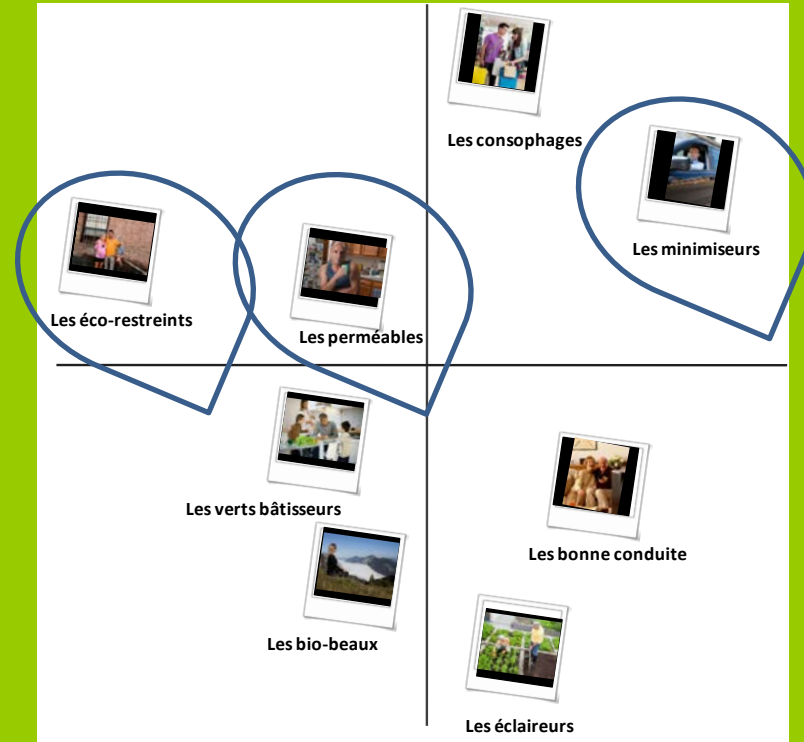 Les consophages
Les minimiseurs
Les éco-restreints
Les perméables
Les verts bâtisseurs
Les bonne conduite
Les bio-beaux
Les éclaireurs